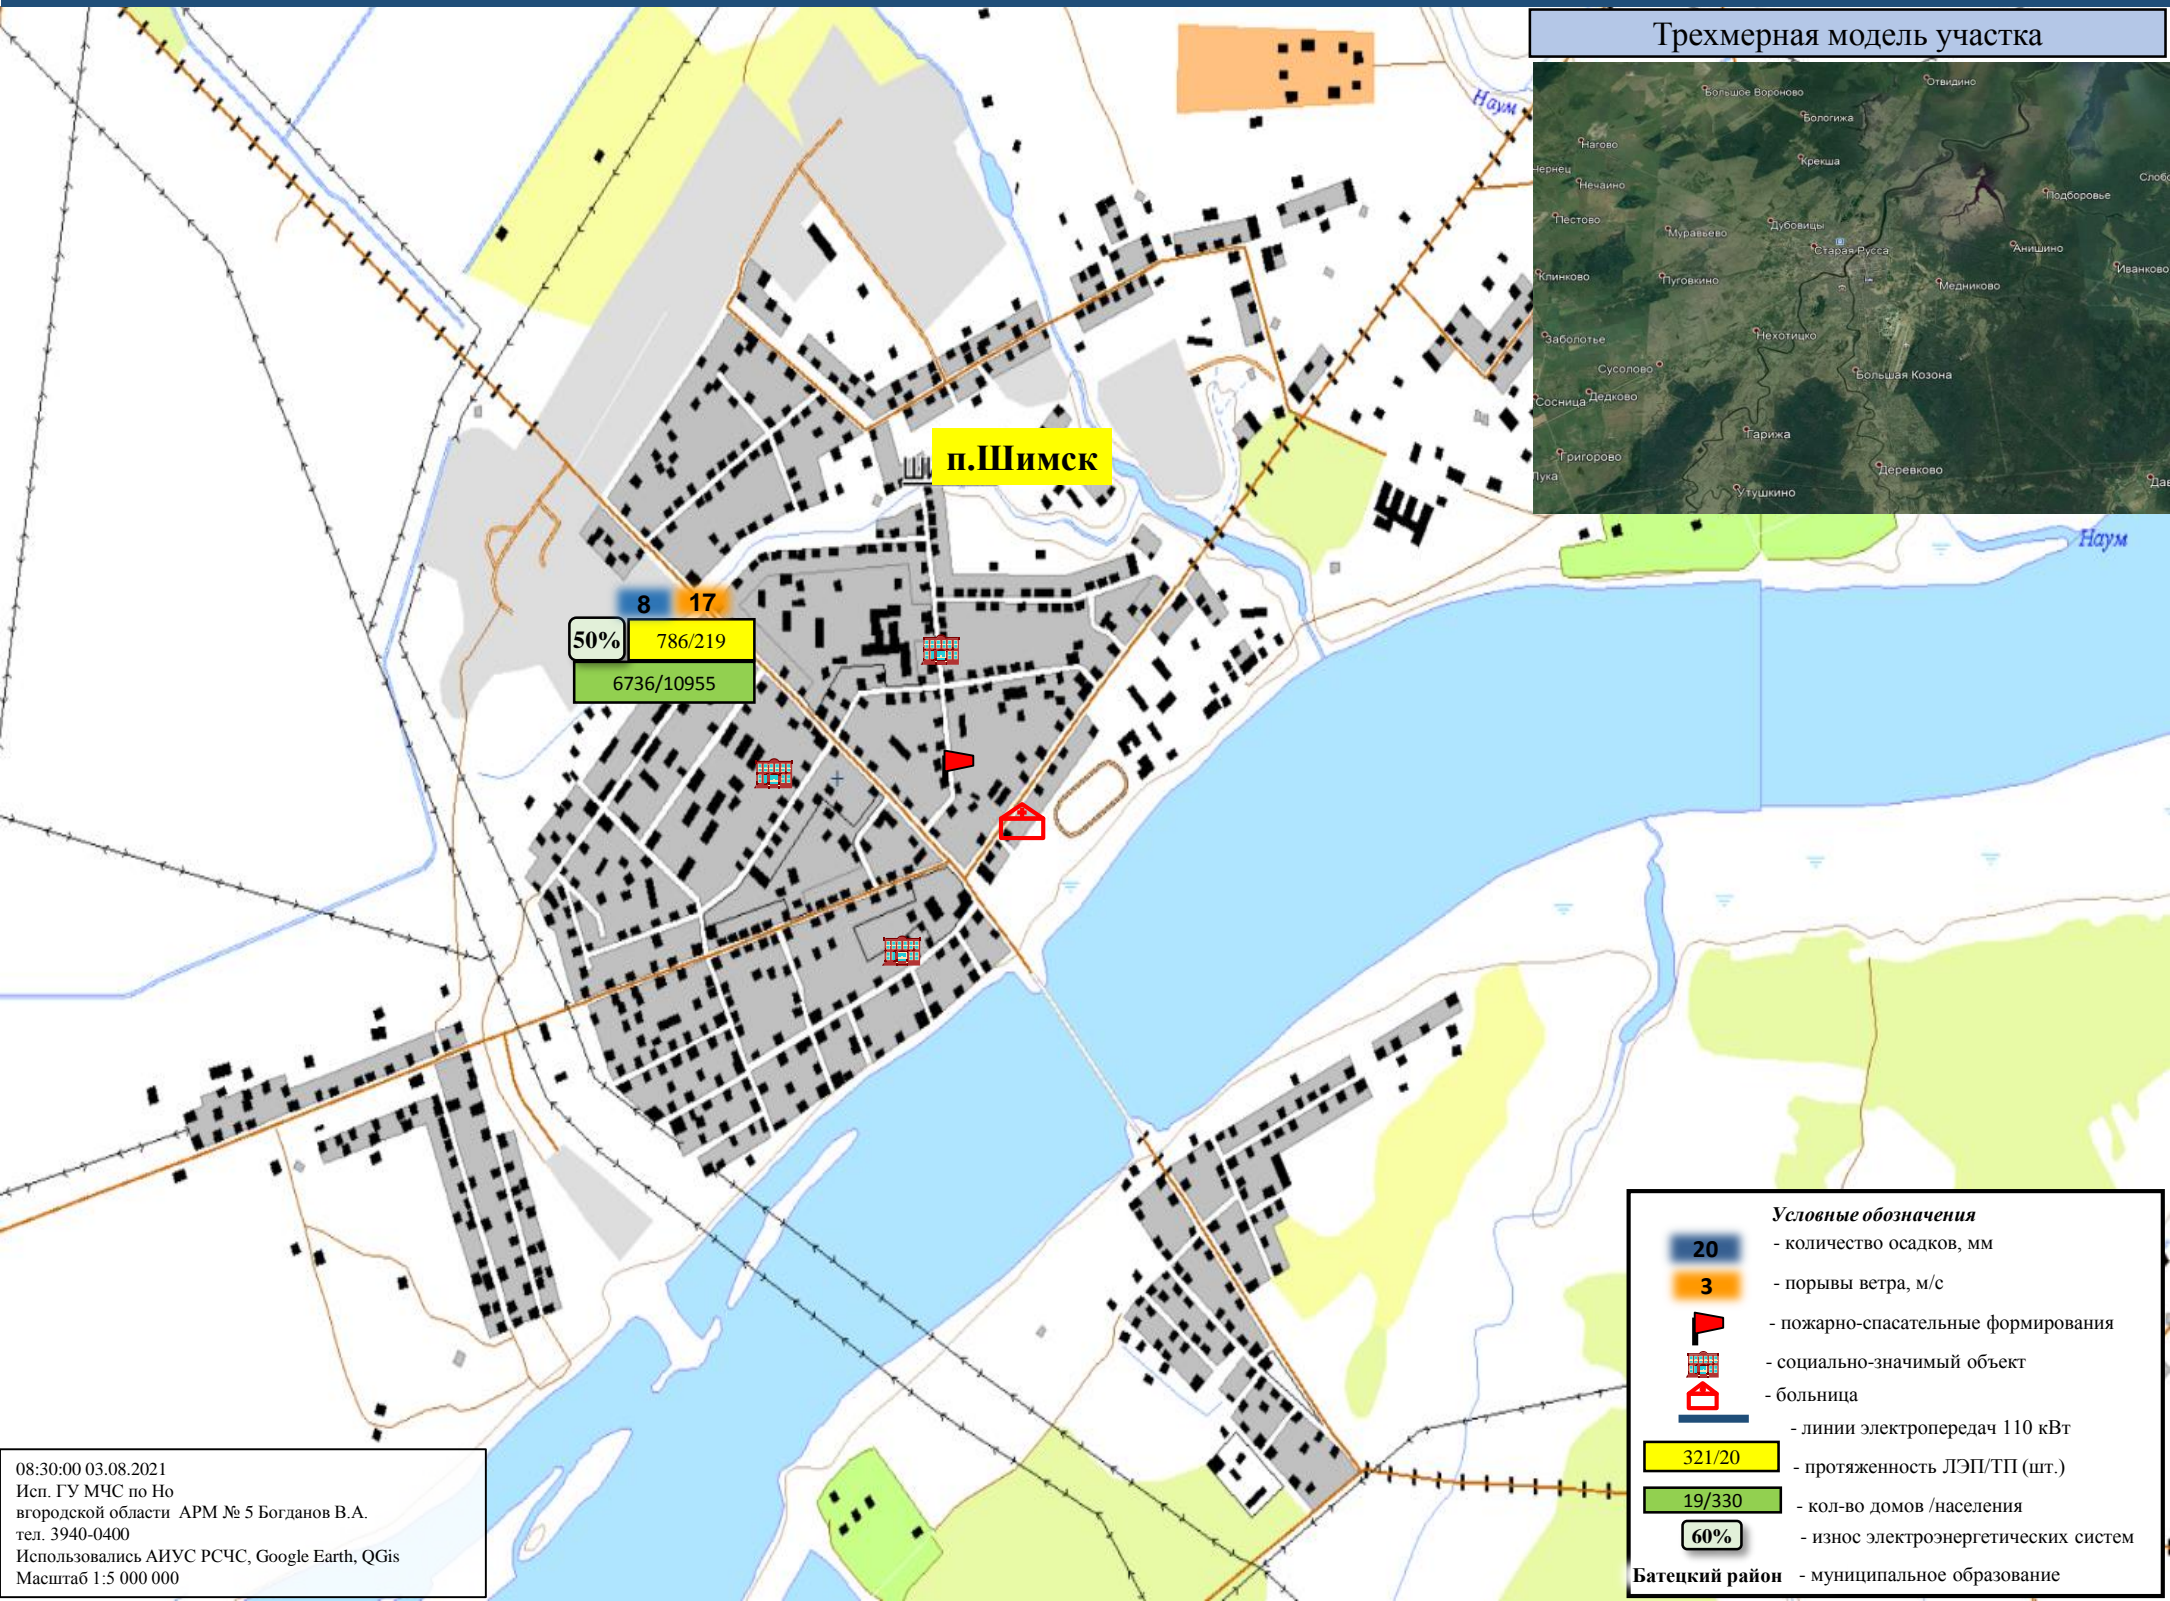 Трехмерная модель участка
Отвидино
Большое Вороново
Бологижа
Нагово
Крекша
Чернец
Нечаино
Слобо
Подборовье
Пестово
Дубовицы
Муравьево
Старая Русса
Анишино
Иванково
Клинково
Пуговкино
Медниково
Заболотье
Нехотицко
Сусолово
Большая Козона
Сосница
Дедково
Гарижа
Григорово
Деревково
Лука
Утушкино
Дав
Наум
Наум
п.Шимск
8
17
50%
786/219
6736/10955
Условные обозначения
20 - количество осадков, мм
3 - порывы ветра, м/с
- пожарно-спасательные формирования
- социально-значимый объект
- больница
- линии электропередач 110 кВт
321/20 - протяженность ЛЭП/ТП (шт.)
19/330 - кол-во домов /населения
60% - износ электроэнергетических систем
Батецкий район - муниципальное образование
08:30:00 03.08.2021
Исп. ГУ МЧС по Но
вгородской области АРМ № 5 Богданов В.А.
тел. 3940-0400
Использовались АИУС РСЧС, Google Earth, QGis
Масштаб 1:5 000 000